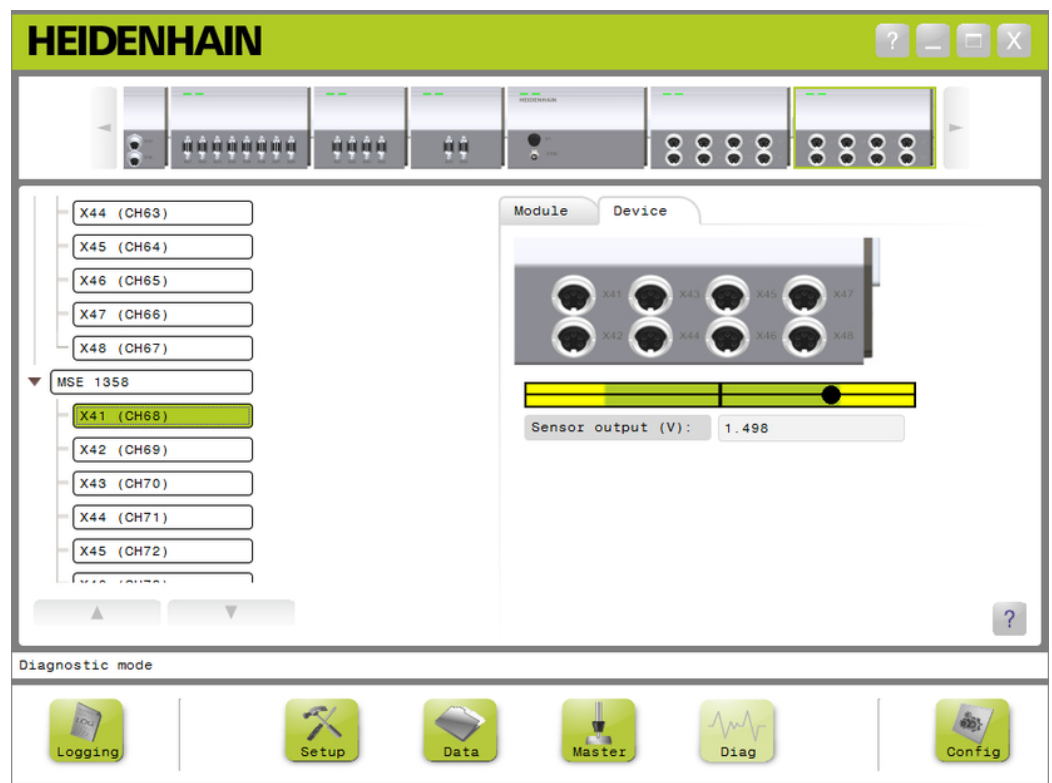 HEIDENHAIN
? _ X
HEIDENHAIN
X44 (CH63)
X45 (CH64)
X46 (CH65)
X47 (CH66)
X48 (CH67)
MSE 1358
X41 (CH68)
X42 (CH69)
X43 (CH70)
X44 (CH71)
X45 (CH72)
Module Device
X41 X43 X45 X47
X42 X44 X46 X48
Sensor output (V): 1.498
?
Diagnostic mode
LOG
Logging Setup Data Master Diag Config